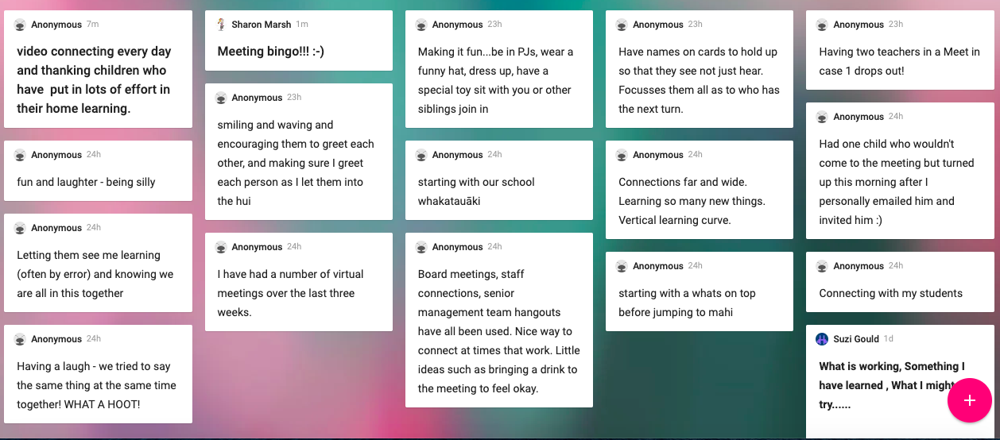 Anonymous 7m
video connecting every day
and thanking children who
have  put in lots of effort in
their home learning.
Anonymous 24h
fun and laughter - being silly
Anonymous 24h
Letting them see me learning
(often by error) and knowing we
are all in this together
Anonymous 24h
Having a laugh - we tried to say
the same thing at the same time
together! WHAT A HOOT!
Sharon Marsh 1m
Meeting bingo!!! :-)
Anonymous 23h
smiling and waving and
encouraging them to greet each
other, and making sure I greet
each person as I let them into
the hui
Anonymous 24h
I have had a number of virtual
meetings over the last three
weeks.
Anonymous 23h
Making it fun...be in PJs, wear a
funny hat, dress up, have a
special toy sit with you or other
siblings join in
Anonymous 24h
starting with our school
whakatauāki
Anonymous 24h
Board meetings, staff
connections, senior
management team hangouts
have all been used. Nice way to
connect at times that work. Little
ideas such as bringing a drink to
the meeting to feel okay.
Anonymous 23h
Have names on cards to hold up
so that they see not just hear.
Focusses them all as to who has
the next turn.
Anonymous 24h
Connections far and wide.
Learning so many new things.
Vertical learning curve.
Anonymous 24h
starting with a whats on top
before jumping to mahi
Anonymous 23h
Having two teachers in a Meet in
case 1 drops out!
Anonymous 24h
Had one child who wouldn't
come to the meeting but turned
up this morning after I
personally emailed him and
invited him :)
Anonymous 24h
Connecting with my students
Suzi Gould 1d
What is working, Something I
have learned , What I might
try......